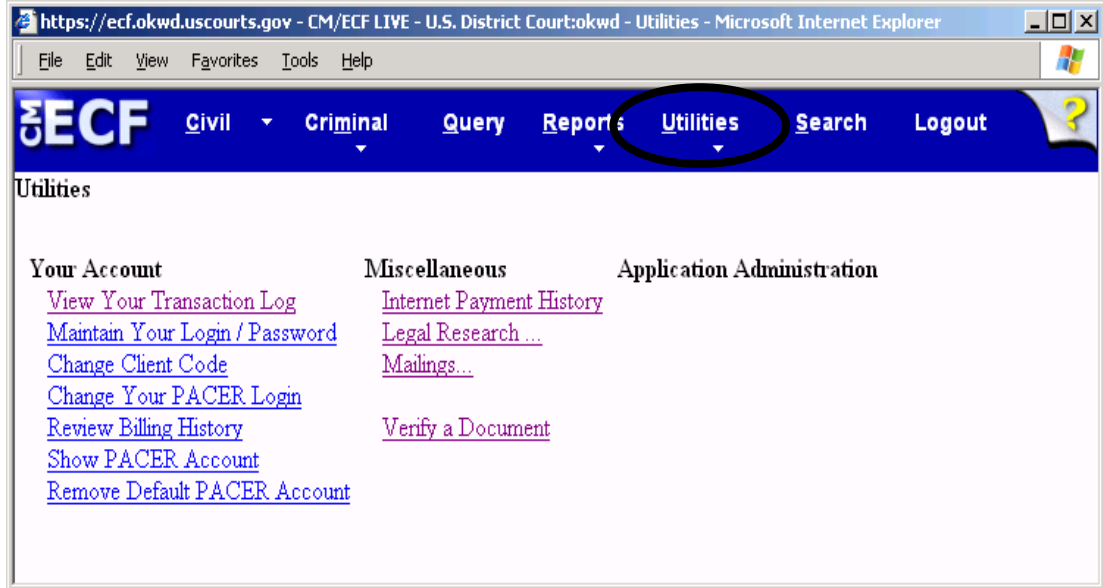 https://ecf.okwd.uscourts.gov - CM/ECF LIVE - U.S. District Court:okwd - Utilities - Microsoft Internet Explorer
File Edit View Favorites Tools Help
CM ECF Civil Criminal Query Reports Utilities Search Logout ?
Utilities
Your Account Miscellaneous Application Administration
View Your Transaction Log Internet Payment History
Maintain Your Login / Password Legal Research ...
Change Client Code Mailings...
Change Your PACER Login
Review Billing History Verify a Document
Show PACER Account
Remove Default PACER Account